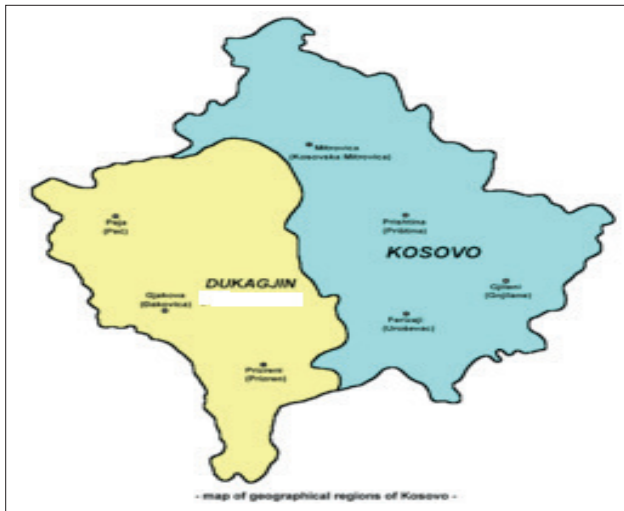 Mitrovica
(Kosovska Mitrovica)
Peja
(Peć)
Prishtina
(Priština)
KOSOVO
DUKAGJIN
Gjakova
(Đakovica)
Gjilani
(Gnjilane)
Ferizaji
(Uroševac)
Prizreni
(Prizren)
- map of geographical regions of Kosovo -